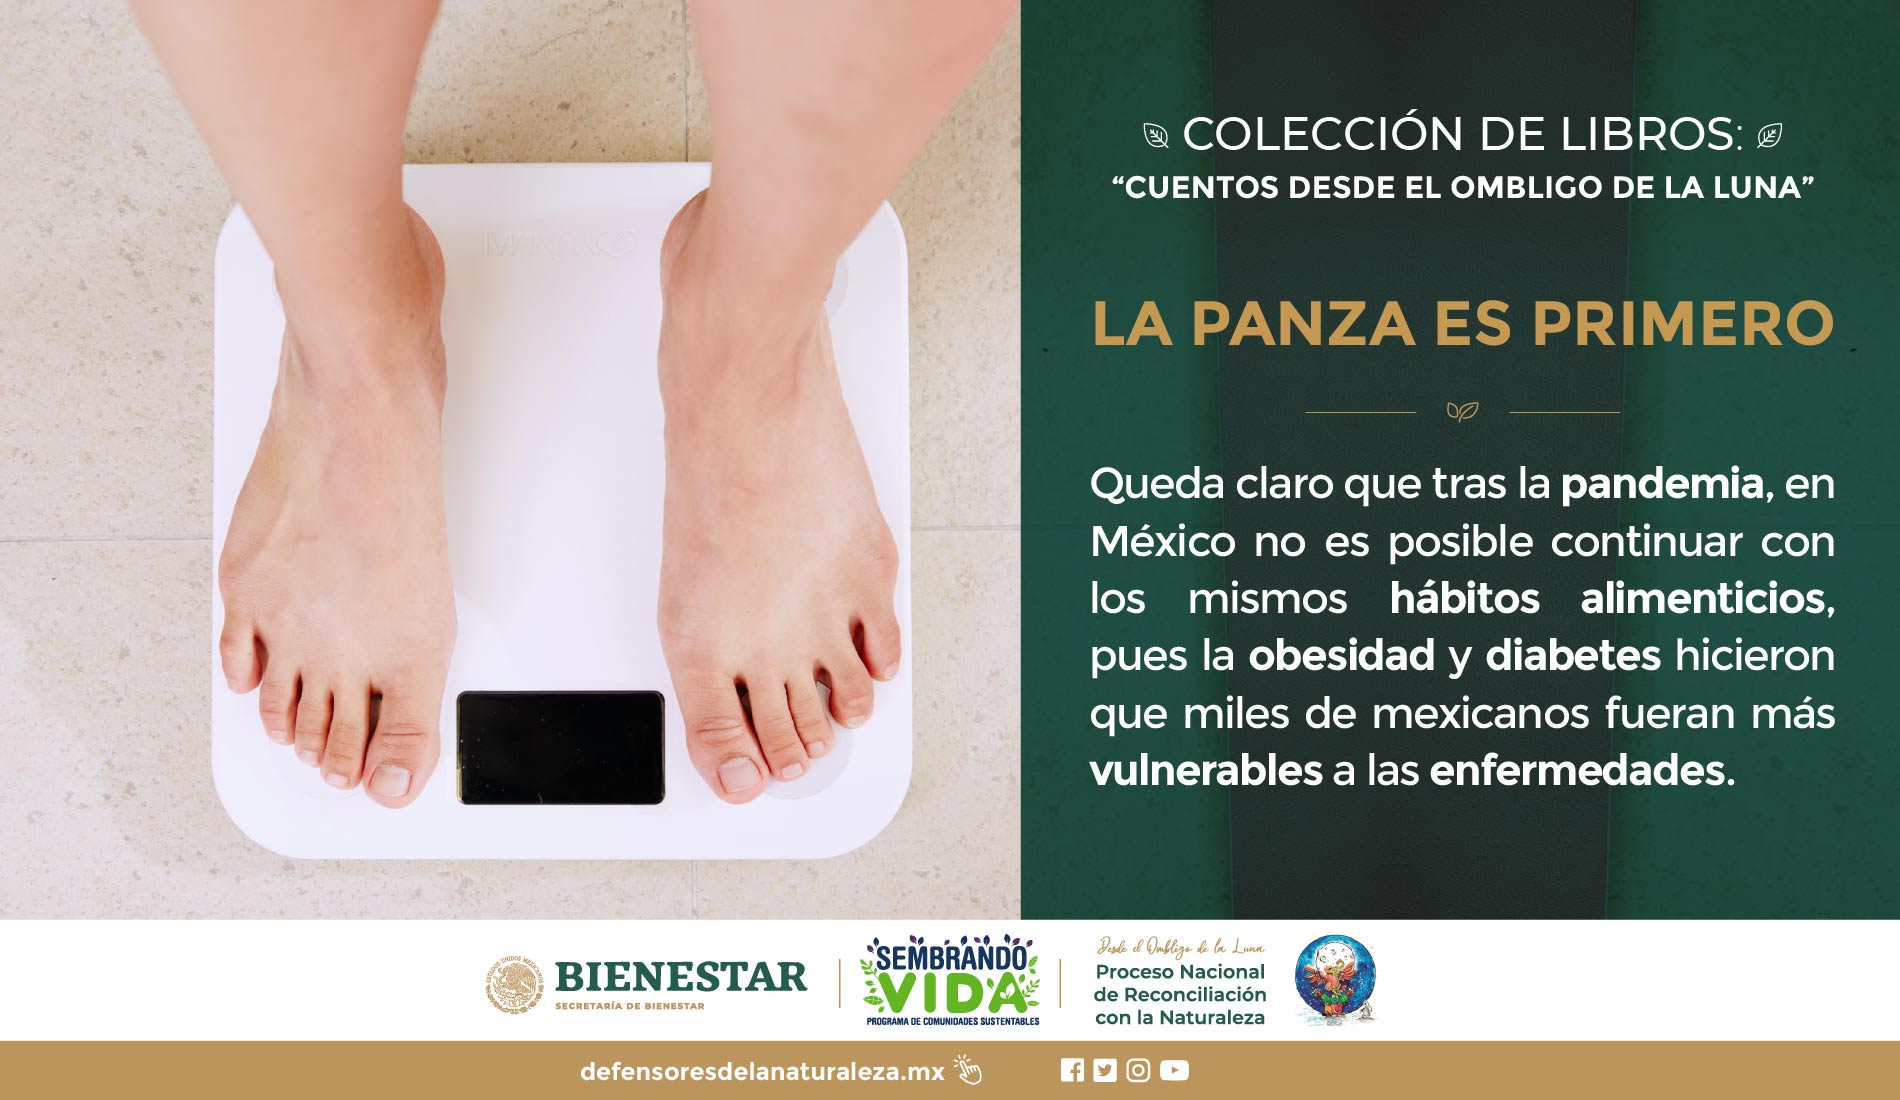 COLECCIÓN DE LIBROS:
“CUENTOS DESDE EL OMBLIGO DE LA LUNA”
LA PANZA ES PRIMERO
Queda claro que tras la pandemia, en
México no es posible continuar con
los mismos hábitos alimenticios,
pues la obesidad y diabetes hicieron
que miles de mexicanos fueran más
vulnerables a las enfermedades.
ESTADOS UNIDOS MEXICANOS
BIENESTAR
SECRETARÍA DE BIENESTAR
SEMBRANDO
VIDA
PROGRAMA DE COMUNIDADES SUSTENTABLES
Desde el Ombligo de la Luna
Proceso Nacional
de Reconciliación
con la Naturaleza
defensoresdelanaturaleza.mx